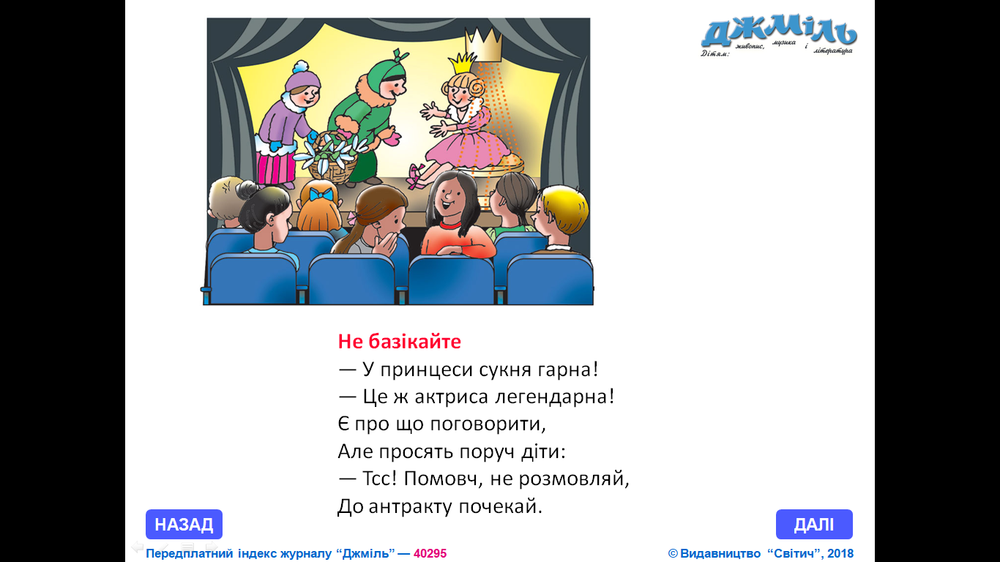 ДЖМІЛЬ
Дітям: живопис, музика і література
Не базікайте
— У принцеси сукня гарна!
— Це ж актриса легендарна!
Є про що поговорити,
Але просять поруч діти:
— Тсс! Помовч, не розмовляй,
До антракту почекай.
НАЗАД
ДАЛІ
Передплатний індекс журналу “Джміль” — 40295
© Видавництво “Світич”, 2018